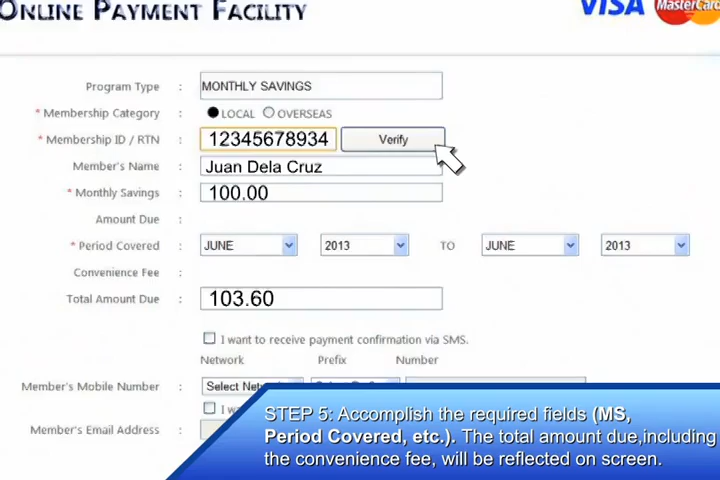 ONLINE PAYMENT FACILITY
VISA MasterCard
Program Type : MONTHLY SAVINGS
* Membership Category : LOCAL OVERSEAS
* Membership ID / RTN : 12345678934 Verify
Member's Name : Juan Dela Cruz
* Monthly Savings : 100.00
Amount Due :
* Period Covered : JUNE 2013 TO JUNE 2013
Convenience Fee :
Total Amount Due : 103.60
I want to receive payment confirmation via SMS.
Network Prefix Number
Member's Mobile Number : Select
I
Member's Email Address :
STEP 5: Accomplish the required fields (MS,
Period Covered, etc.). The total amount due,including
the convenience fee, will be reflected on screen.